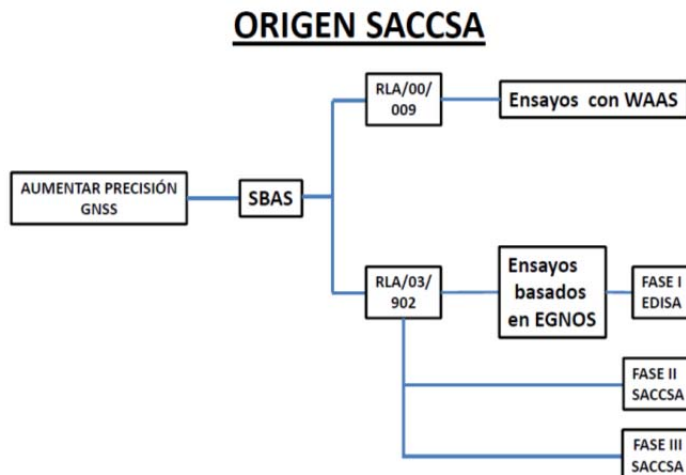 ORIGEN SACCSA
RLA/00/
009
Ensayos con WAAS
AUMENTAR PRECISIÓN
GNSS
SBAS
RLA/03/
902
Ensayos
basados
en EGNOS
FASE I
EDISA
FASE II
SACCSA
FASE III
SACCSA